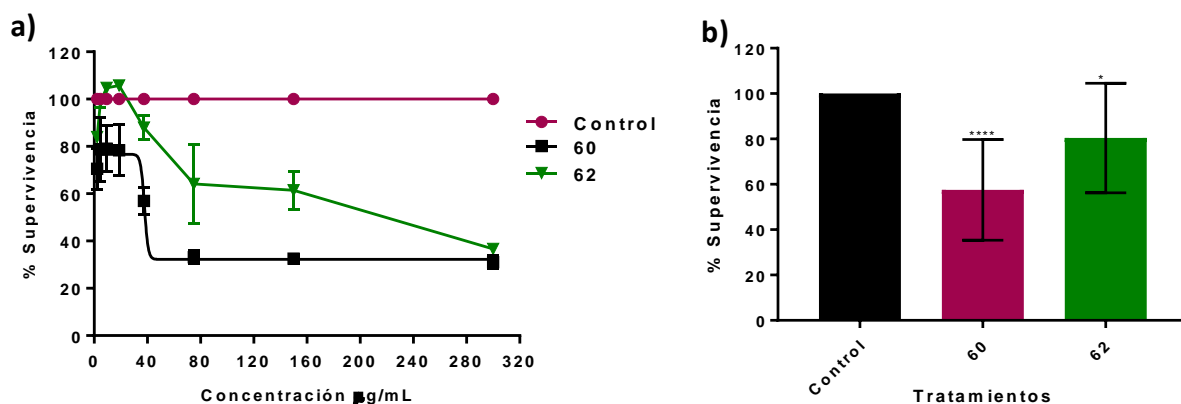 a)
120
100
80
60
40
20
0
% Supervivencia
0 40 80 120 160 200 240 280 320
Concentración µg/mL
Control
60
62
b)
120
100
80
60
40
20
0
% Supervivencia
****
*
Control
60
62
Tratamientos